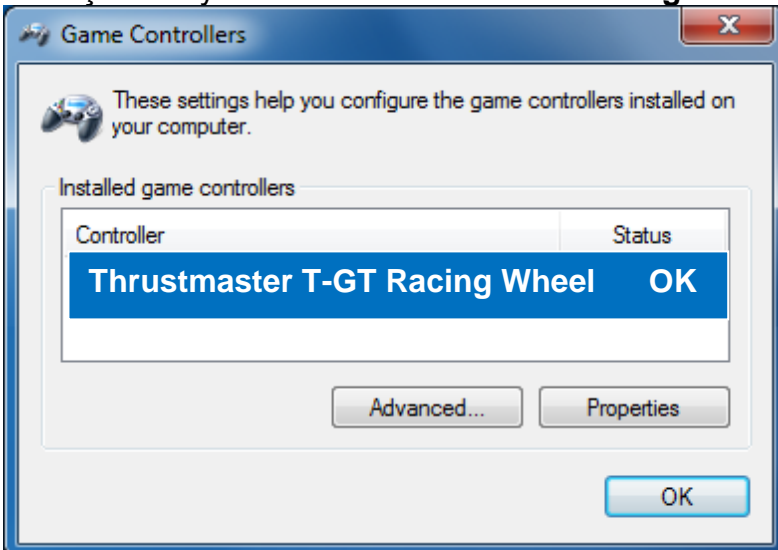 Game Controllers
X
These settings help you configure the game controllers installed on
your computer.
Installed game controllers
Controller Status
Thrustmaster T-GT Racing Wheel OK
Advanced... Properties
OK